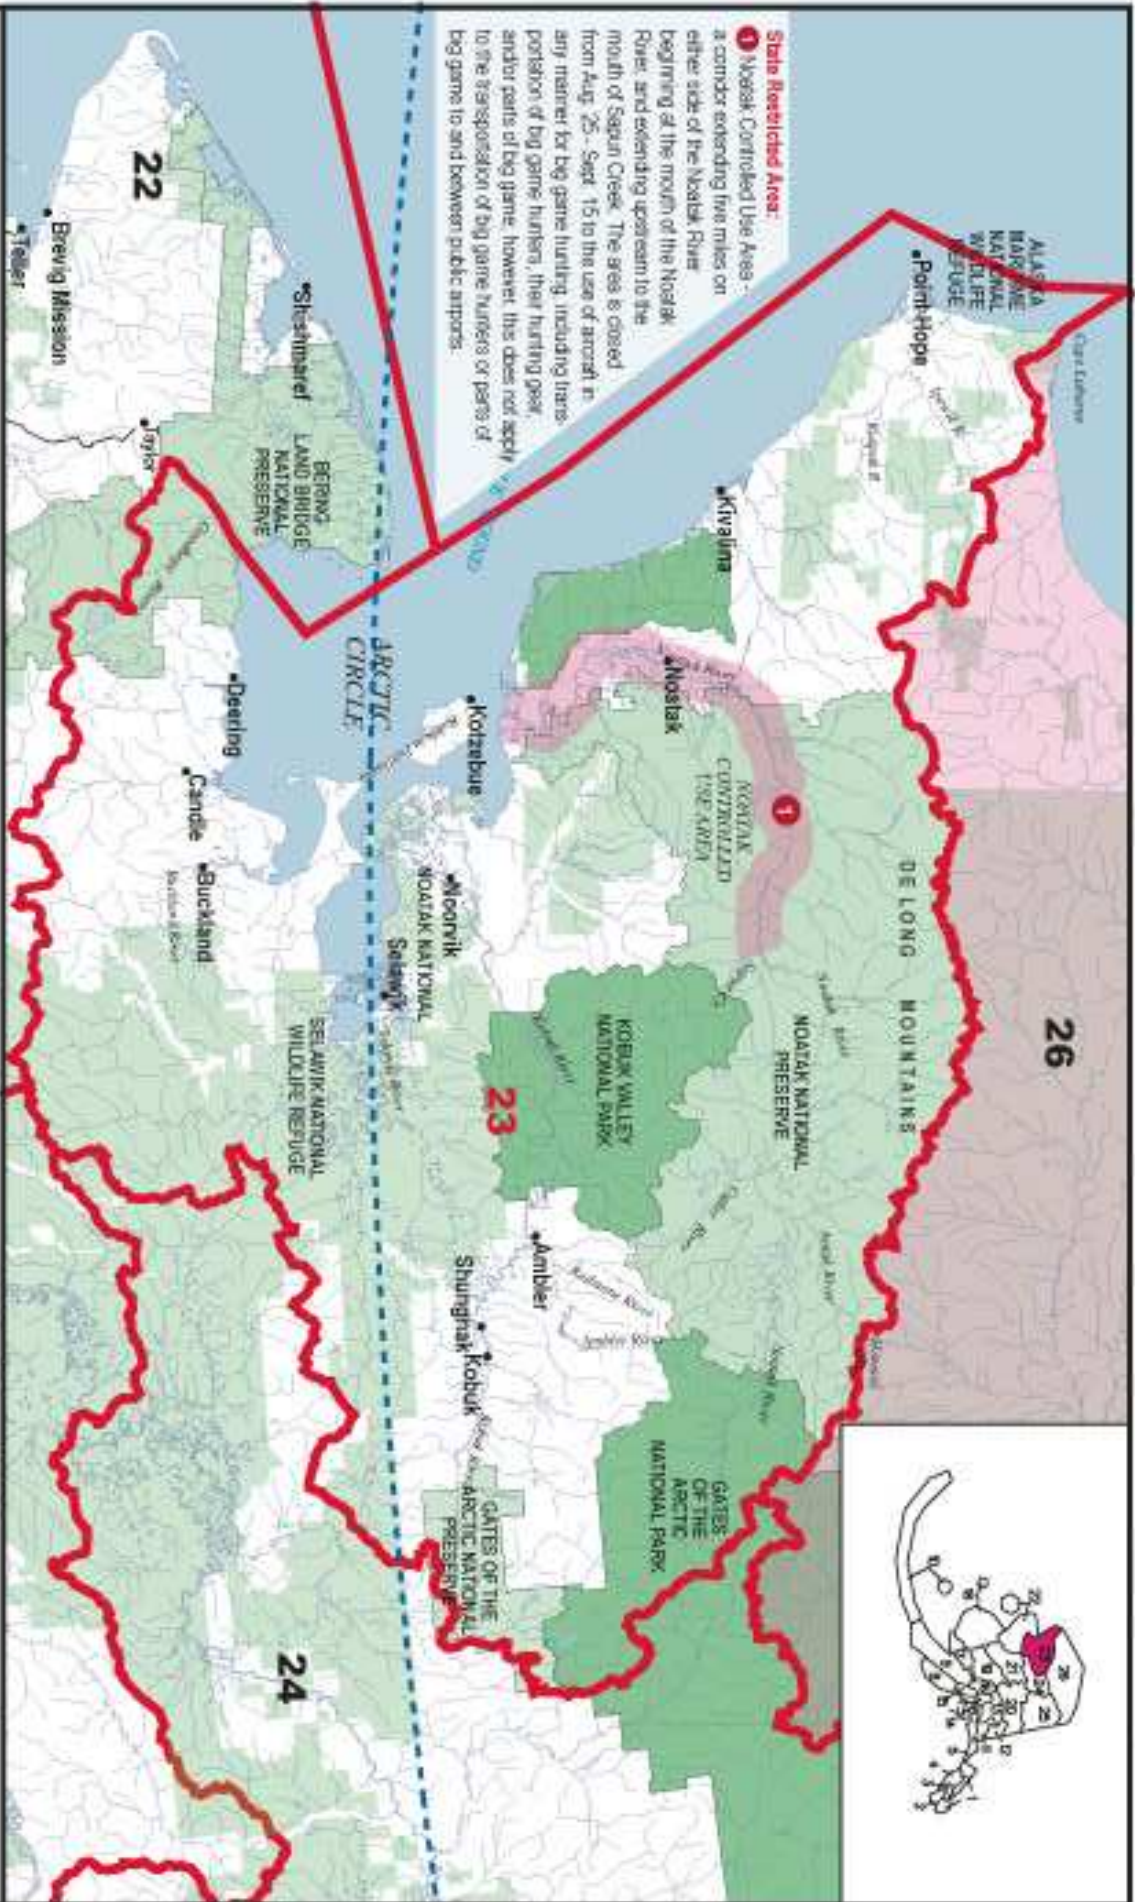 State Restricted Area:
1 Noatak Controlled Use Area -
a corridor extending five miles on
either side of the Noatak River
beginning at the mouth of the Noatak
River, and extending upstream to the
mouth of Sapun Creek. The area is closed
from Aug. 25 - Sept. 15 to the use of aircraft in
any manner for big game hunting, including trans-
portation of big game hunters, their hunting gear,
and/or parts of big game, however, this does not apply
to the transportation of big game hunters or parts of
big game to and between public airports.
ALASKA
MARITIME
NATIONAL
WILDLIFE
REFUGE
Cape Lisburne
Point Hope
Kivalina
26
DE LONG MOUNTAINS
Noatak
1
NOATAK
CONTROLLED
USE AREA
NOATAK NATIONAL
PRESERVE
KOBUK VALLEY
NATIONAL PARK
GATES
OF THE
ARCTIC
NATIONAL PARK
23
Ambler
Redstone River
Ambler River
Shungnak
Kobuk
GATES OF THE
ARCTIC NATIONAL
PRESERVE
Kotzebue
Noorvik
NOATAK NATIONAL
Selawik
ARCTIC
CIRCLE
SELAWIK NATIONAL
WILDLIFE REFUGE
Shishmaref
BERING
LAND BRIDGE
NATIONAL
PRESERVE
Deering
Candle
Buckland
22
Brevig Mission
Teller
Taylor
24